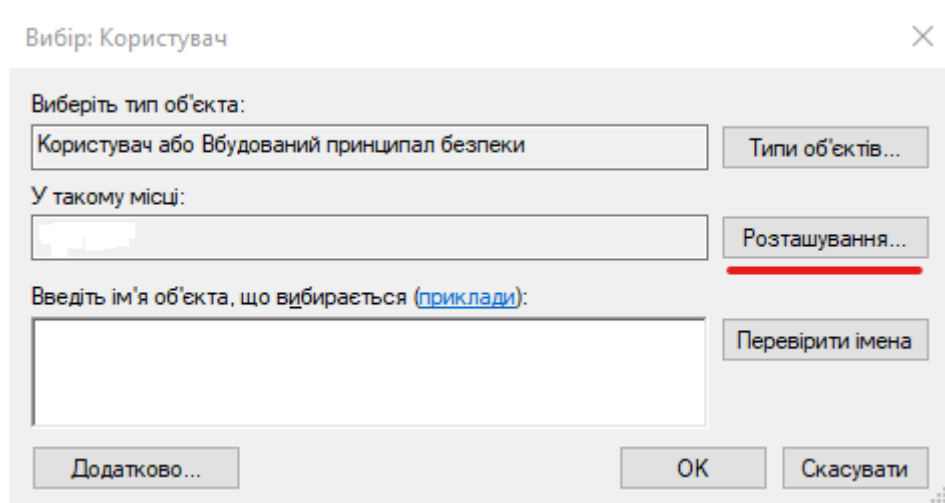 Вибір: Користувач
Виберіть тип об'єкта:
Користувач або Вбудований принципал безпеки
Типи об'єктів...
У такому місці:
Розташування...
Введіть ім'я об'єкта, що вибирається (приклади):
Перевірити імена
Додатково...
OK
Скасувати